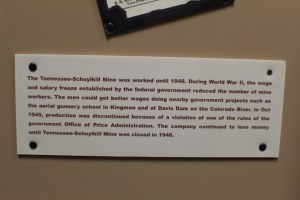 The Tennessee-Schuylkill Mine was worked until 1948. During World War II, the wage
and salary freeze established by the federal government reduced the number of mine
workers. The men could get better wages doing nearby government projects such as
the aerial gunnery school in Kingman and at Davis Dam on the Colorado River. In Oct
1945, production was discontinued because of a violation of one of the rules of the
government Office of Price Administration. The company continued to lose money
until Tennessee-Schuylkill Mine was closed in 1948.